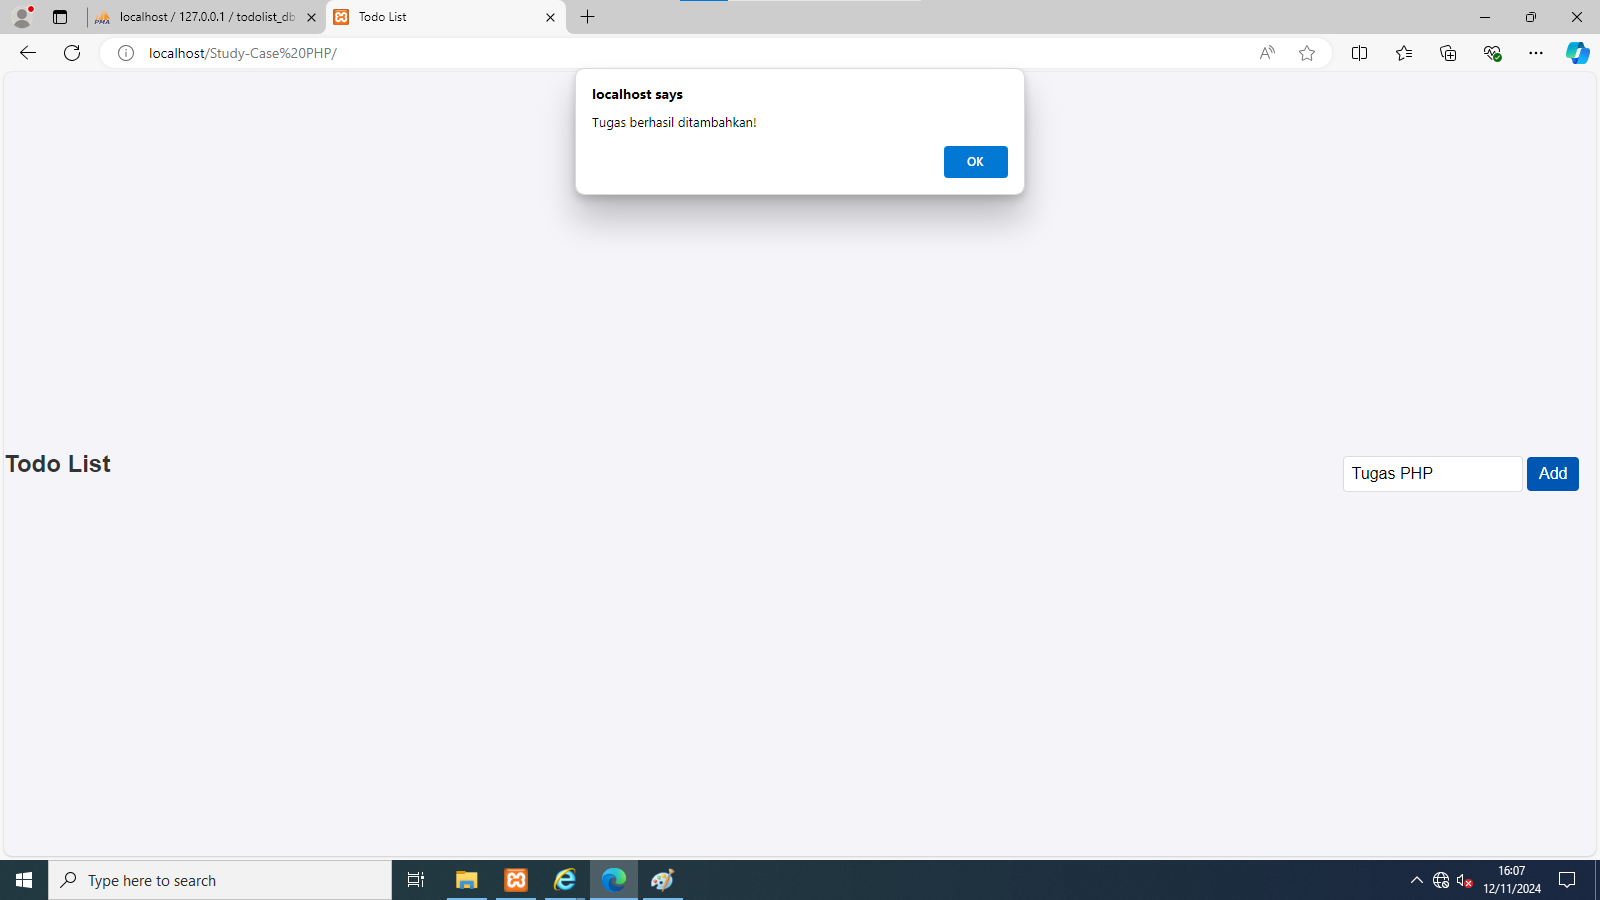 localhost / 127.0.0.1 / todolist_db
Todo List
localhost/Study-Case%20PHP/
localhost says
Tugas berhasil ditambahkan!
OK
Todo List
Tugas PHP
Add
Type here to search
16:07
12/11/2024